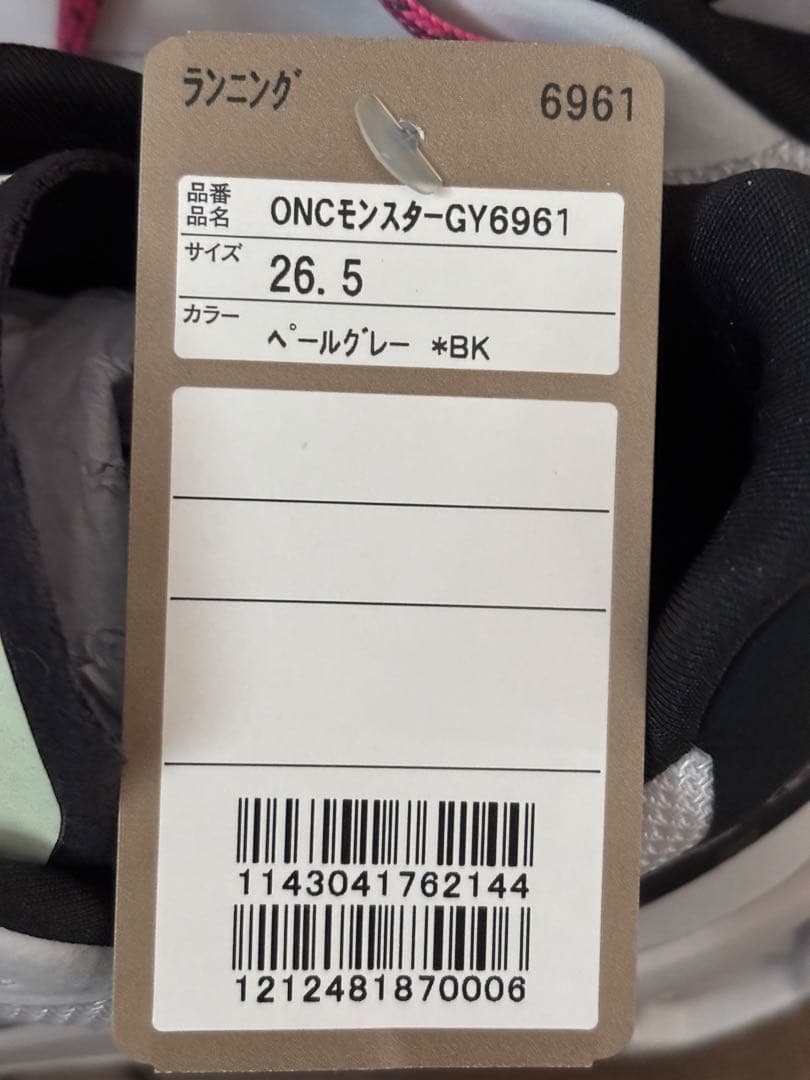 ランニング 6961
品番
品名 ONCモンスターGY6961
サイズ 26.5
カラー ペールグレー *BK
1143041762144
1212481870006